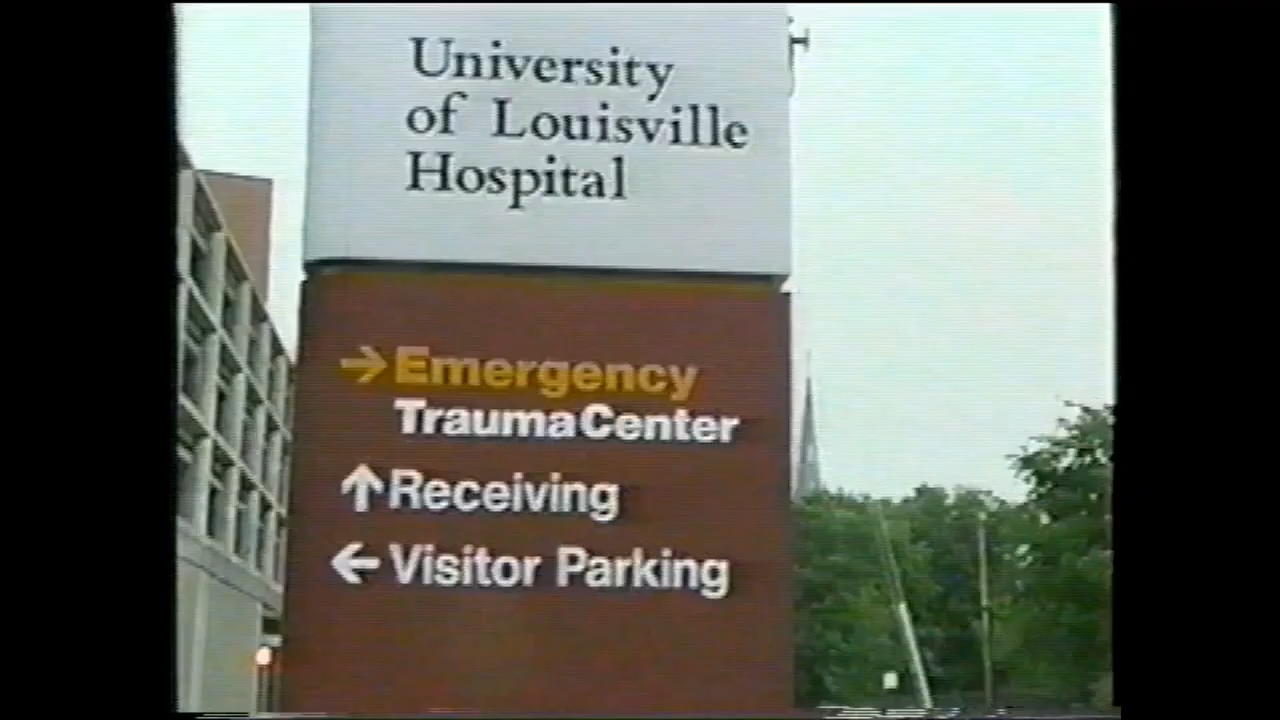 University
of Louisville
Hospital
→Emergency
TraumaCenter
↑Receiving
←Visitor Parking